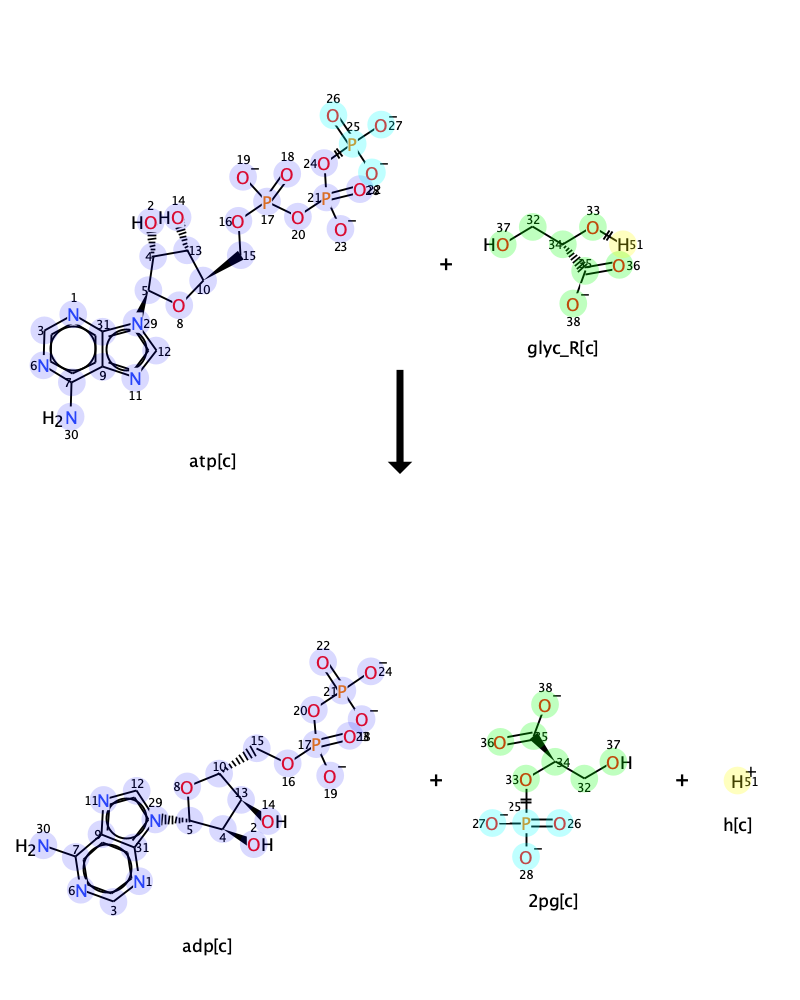 26
25
O
O⁻ 27
P
19
18
24 O
O⁻
O⁻
O
21 P
O 22
28
2
14
16 O
P
17
O
20
O⁻
23
HO
HO
4
13
15
33
37
32
O
HO
34
H 51
35
O 36
+
5
10
O
8
O⁻
38
1
N
31
N 29
3
12
6 N
9
N
11
7
H2N
30
glyc_R[c]
atp[c]
22
O
O⁻ 24
21 P
38
O⁻
20 O
O⁻
15
17 P
O 23
18
36 O
35
37
OH
34
10
O
16
O⁻
19
33 O
32
12
8 O
13
14
OH
+
+
H⁺ 51
11 N
29
N
5
4
2
OH
25
27 O⁻
P
O 26
h[c]
30
H2N
9
31
7
O⁻
28
6 N
N 1
3
2pg[c]
adp[c]